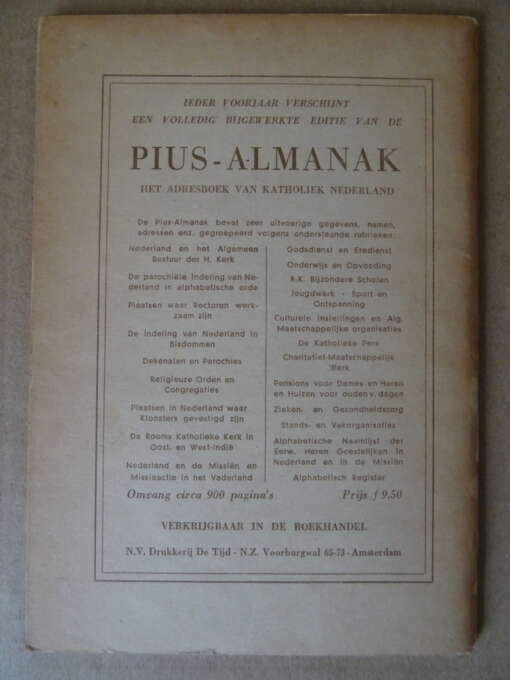 IEDER VOORJAAR VERSCHIJNT
EEN VOLLEDIG BIJGEWERKTE EDITIE VAN DE
PIUS-ALMANAK
HET ADRESBOEK VAN KATHOLIEK NEDERLAND
De Pius-Almanak bevat zeer uitvoerige gegevens, namen,
adressen enz. gegroepeerd volgens onderstaande rubrieken:
Nederland en het Algemeen
Bestuur der H. Kerk
De parochiële indeling van Ne-
derland in alphabetische orde
Plaatsen waar Rectoren werk-
zaam zijn
De indeling van Nederland in
Bisdommen
Dekenaten en Parochies
Religieuze Orden en
Congregaties
Plaatsen in Nederland waar
Kloosters gevestigd zijn
De Rooms Katholieke Kerk in
Oost- en West-Indië
Nederland en de Missiën en
Missieactie in het Vaderland
Godsdienst en Eredienst
Onderwijs en Opvoeding
R.K. Bijzondere Scholen
Jeugdwerk - Sport en
Ontspanning
Culturele instellingen en Alg.
Maatschappelijke organisaties
De Katholieke Pers
Charitatief-Maatschappelijk
Werk
Pensions voor Dames en Heren
en Huizen voor ouden v. dagen
Zieken- en Gezondheidszorg
Stands- en Vakorganisaties
Alphabetische Naamlijst der
Eerw. Heren Geestelijken in
Nederland en in de Missiën
Alphabetisch Register
Omvang circa 900 pagina's Prijs f 9.50
VERKRIJGBAAR IN DE BOEKHANDEL
N.V. Drukkerij De Tijd - N.Z. Voorburgwal 65-73 - Amsterdam